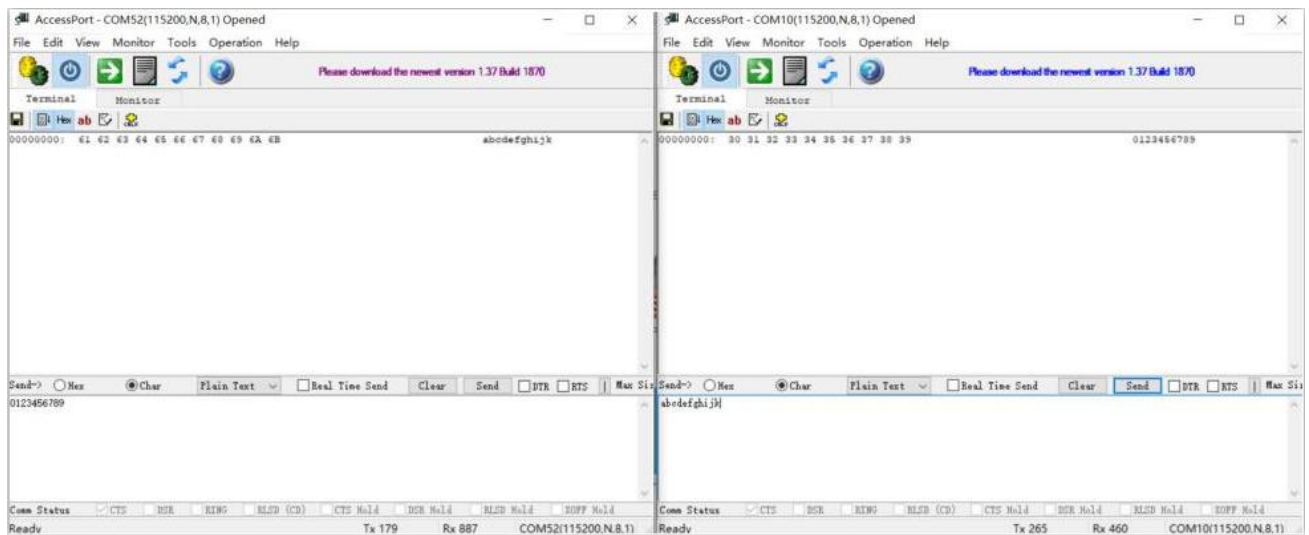 AccessPort - COM52(115200,N,8,1) Opened
File Edit View Monitor Tools Operation Help
Please download the newest version 1.37 Build 1870
Terminal Monitor
Hex ab
00000000: 61 62 63 64 65 66 67 68 69 6A 6B abcdefghijk
Send-> Hex Char Plain Text Real Time Send Clear Send DTR RTS | Max Siz
0123456789
Comm Status CTS DSR RING RLSD (CD) CTS Hold DSR Hold RLSD Hold XOFF Hold
Ready Tx 179 Rx 887 COM52(115200,N,8,1)
AccessPort - COM10(115200,N,8,1) Opened
File Edit View Monitor Tools Operation Help
Please download the newest version 1.37 Build 1870
Terminal Monitor
Hex ab
00000000: 30 31 32 33 34 35 36 37 38 39 0123456789
Send-> Hex Char Plain Text Real Time Send Clear Send DTR RTS | Max Siz
abcdefghijk
Comm Status CTS DSR RING RLSD (CD) CTS Hold DSR Hold RLSD Hold XOFF Hold
Ready Tx 265 Rx 460 COM10(115200,N,8,1)